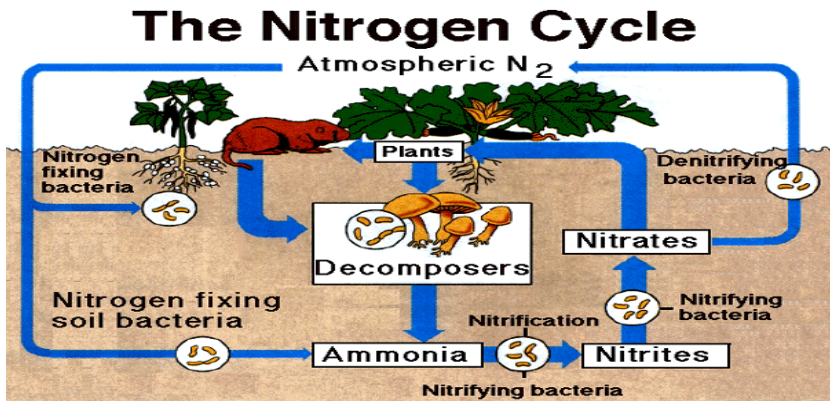 The Nitrogen Cycle
Atmospheric N2
Nitrogen
fixing
bacteria
Plants
Denitrifying
bacteria
Decomposers
Nitrates
Nitrogen fixing
soil bacteria
Nitrification
Nitrifying
bacteria
Ammonia
Nitrites
Nitrifying bacteria